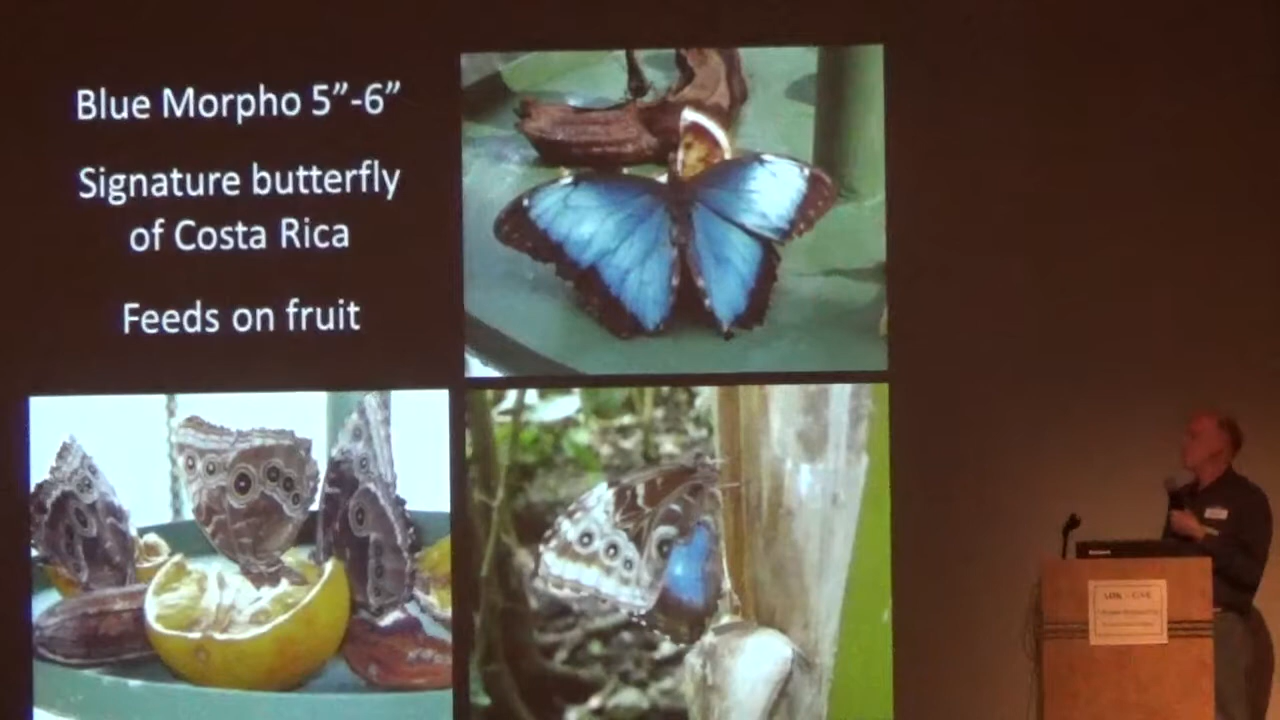 Blue Morpho 5”-6”
Signature butterfly
of Costa Rica
Feeds on fruit